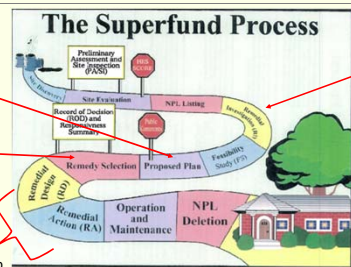 The Superfund Process
Preliminary
Assessment and
Site Inspection
(PA/SI)
HRS
SCORE
Site Discovery
Site Evaluation
NPL Listing
Remedial
Investigation (RI)
Feasibility
Study (FS)
Proposed Plan
Public
Comment
Record of Decision
(ROD) and
Responsiveness
Summary
Remedy Selection
Remedial
Design
(RD)
Remedial
Action (RA)
Operation
and
Maintenance
NPL
Deletion